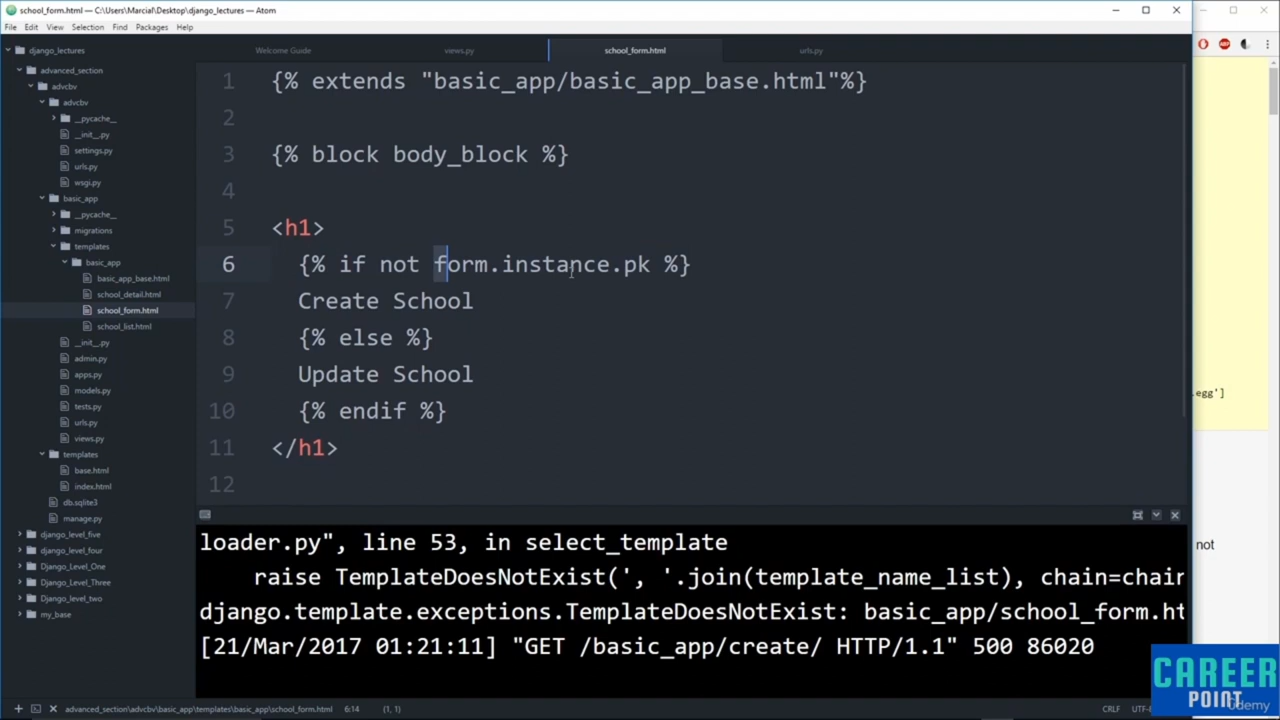 school_form.html — C:\Users\Marcial\Desktop\django_lectures — Atom
File Edit View Selection Find Packages Help
django_lectures
advanced_section
advcbv
advcbv
__pycache__
__init__.py
settings.py
urls.py
wsgi.py
basic_app
__pycache__
migrations
templates
basic_app
basic_app_base.html
school_detail.html
school_form.html
school_list.html
__init__.py
admin.py
apps.py
models.py
tests.py
urls.py
views.py
templates
base.html
index.html
db.sqlite3
manage.py
django_level_five
django_level_four
Django_Level_One
Django_Level_Three
Django_level_two
my_base
Welcome Guide views.py school_form.html urls.py
1 {% extends "basic_app/basic_app_base.html"%}
2
3 {% block body_block %}
4
5 <h1>
6 {% if not form.instance.pk %}
7 Create School
8 {% else %}
9 Update School
10 {% endif %}
11 </h1>
12
loader.py", line 53, in select_template
raise TemplateDoesNotExist(', '.join(template_name_list), chain=chain
django.template.exceptions.TemplateDoesNotExist: basic_app/school_form.ht
[21/Mar/2017 01:21:11] "GET /basic_app/create/ HTTP/1.1" 500 86020
advanced_section\advcbv\basic_app\templates\basic_app\school_form.html 6:14 (1, 1) CRLF UTF-
ABP
.egg']
not
CAREER
POINT
Udemy